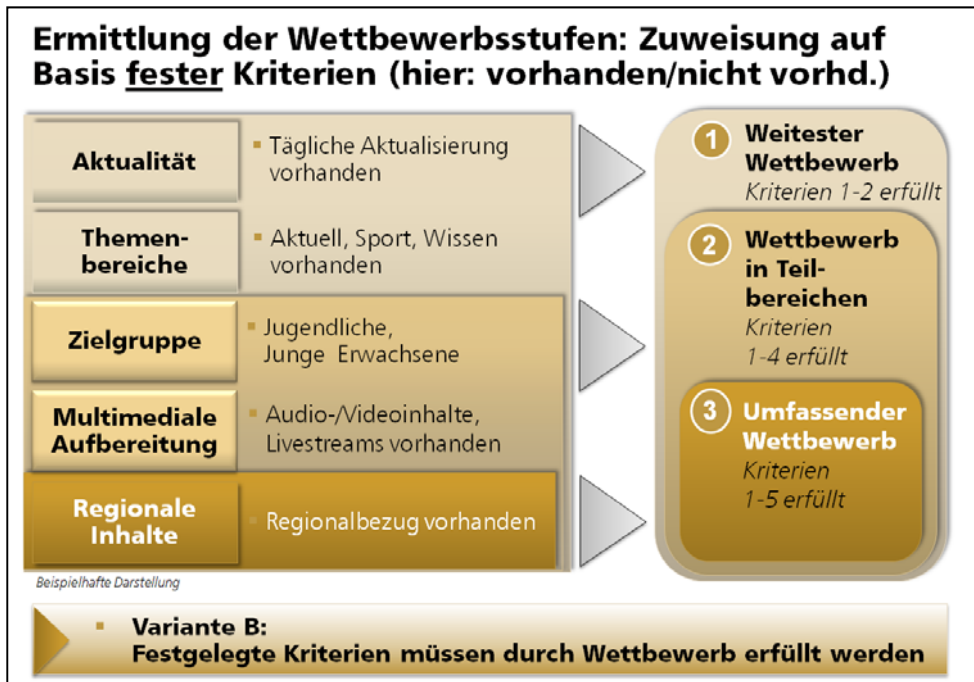 Ermittlung der Wettbewerbsstufen: Zuweisung auf
Basis fester Kriterien (hier: vorhanden/nicht vorhd.)
Aktualität
▪ Tägliche Aktualisierung
vorhanden
Themen-
bereiche
▪ Aktuell, Sport, Wissen
vorhanden
Zielgruppe
▪ Jugendliche,
Junge Erwachsene
Multimediale
Aufbereitung
▪ Audio-/Videoinhalte,
Livestreams vorhanden
Regionale
Inhalte
▪ Regionalbezug vorhanden
Beispielhafte Darstellung
1 Weitester
Wettbewerb
Kriterien 1-2 erfüllt
2 Wettbewerb
in Teil-
bereichen
Kriterien
1-4 erfüllt
3 Umfassender
Wettbewerb
Kriterien
1-5 erfüllt
▪ Variante B:
Festgelegte Kriterien müssen durch Wettbewerb erfüllt werden